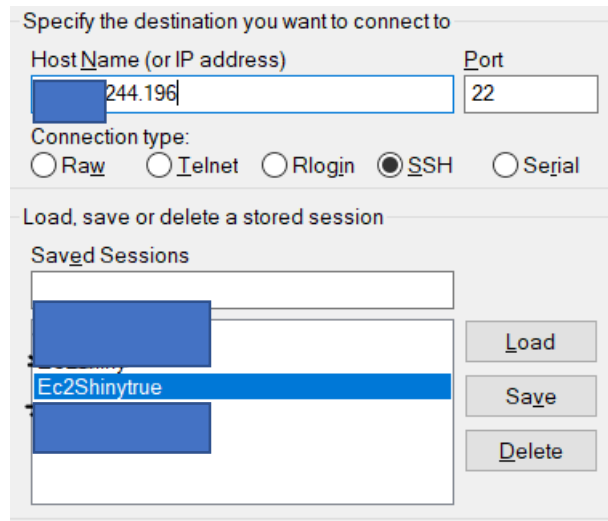 Specify the destination you want to connect to
Host Name (or IP address) Port
244.196 22
Connection type:
Raw Telnet Rlogin SSH Serial
Load, save or delete a stored session
Saved Sessions
Load
Ec2Shinytrue
Save
Delete